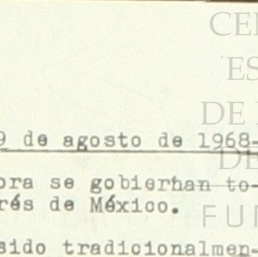 CE
ES
DE
9 de agosto de 1968-
DE
ora se gobiernan to-
rés de México.
FU
sido tradicionalmen-